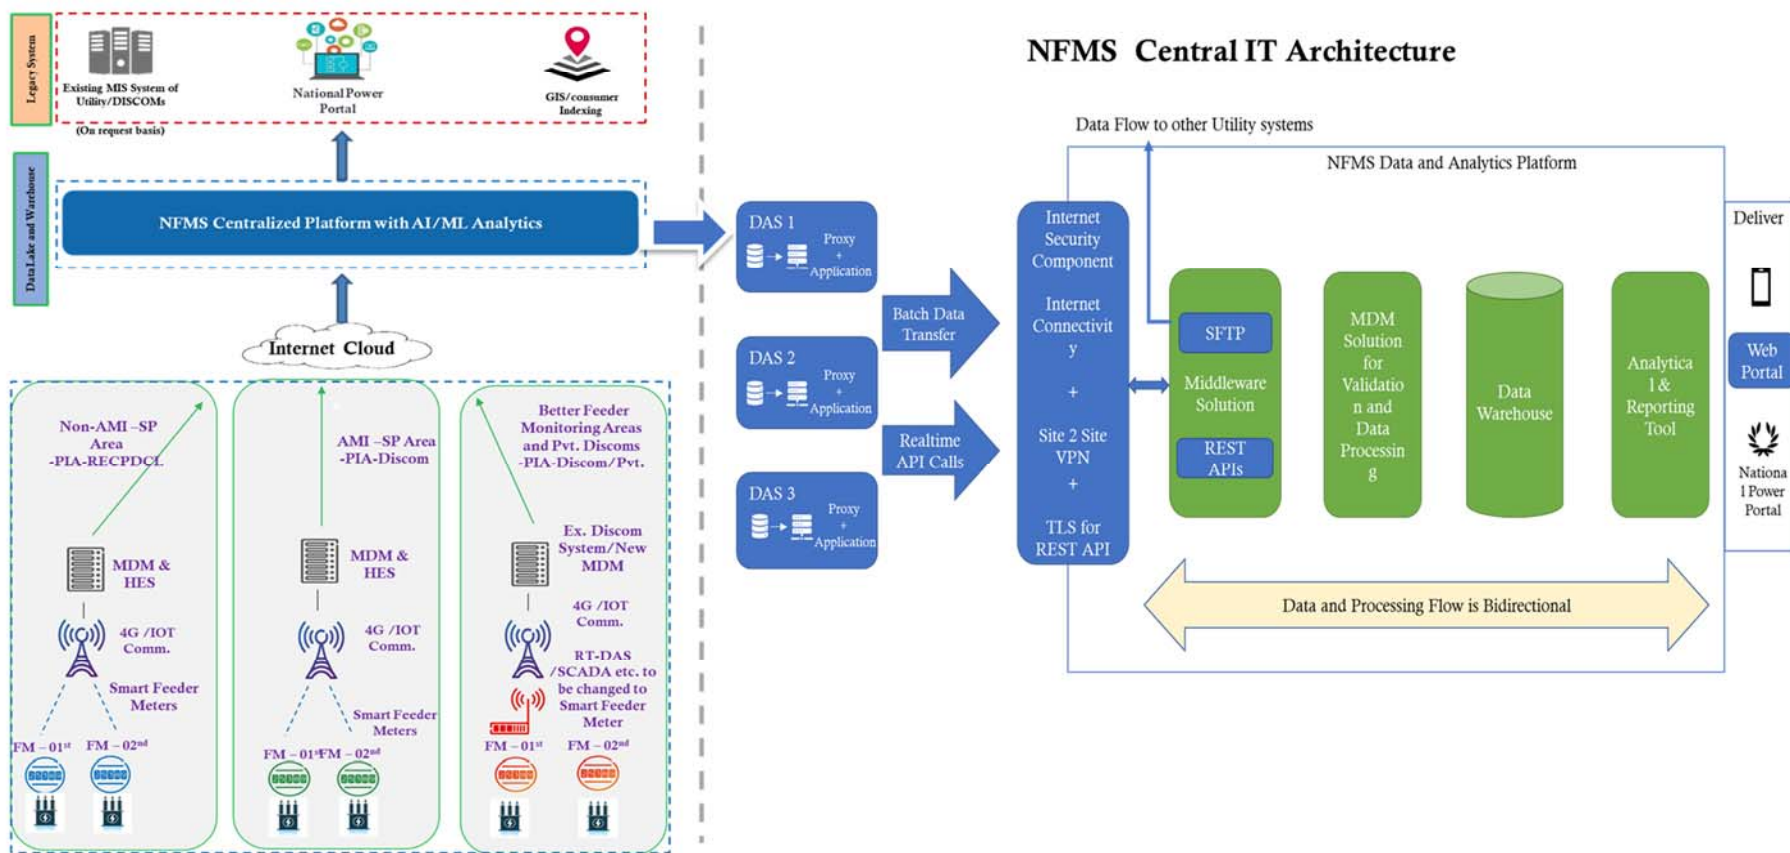 Legacy System
Existing MIS System of
Utility/DISCOMs
(On request basis)
National Power
Portal
GIS/consumer
Indexing
Data Lake and Warehouse
NFMS Centralized Platform with AI/ML Analytics
Internet Cloud
Non-AMI –SP
Area
-PIA-RECPDCL
MDM &
HES
4G /IOT
Comm.
Smart Feeder
Meters
FM – 01st
FM – 02nd
AMI –SP Area
-PIA-Discom
MDM &
HES
4G /IOT
Comm.
Smart Feeder
Meters
FM – 01st
FM – 02nd
Better Feeder
Monitoring Areas
and Pvt. Discoms
-PIA-Discom/Pvt.
Ex. Discom
System/New
MDM
4G /IOT
Comm.
RT-DAS
/SCADA etc. to
be changed to
Smart Feeder
Meter
FM – 01st
FM – 02nd
NFMS Central IT Architecture
Data Flow to other Utility systems
NFMS Data and Analytics Platform
DAS 1
Proxy
+
Application
DAS 2
Proxy
+
Application
DAS 3
Proxy
+
Application
Batch Data
Transfer
Realtime
API Calls
Internet
Security
Component
Internet
Connectivit
y
+
Site 2 Site
VPN
+
TLS for
REST API
SFTP
Middleware
Solution
REST
APIs
MDM
Solution
for
Validatio
n and
Data
Processin
g
Data
Warehouse
Analytica
l &
Reporting
Tool
Deliver
Web
Portal
Nationa
l Power
Portal
Data and Processing Flow is Bidirectional